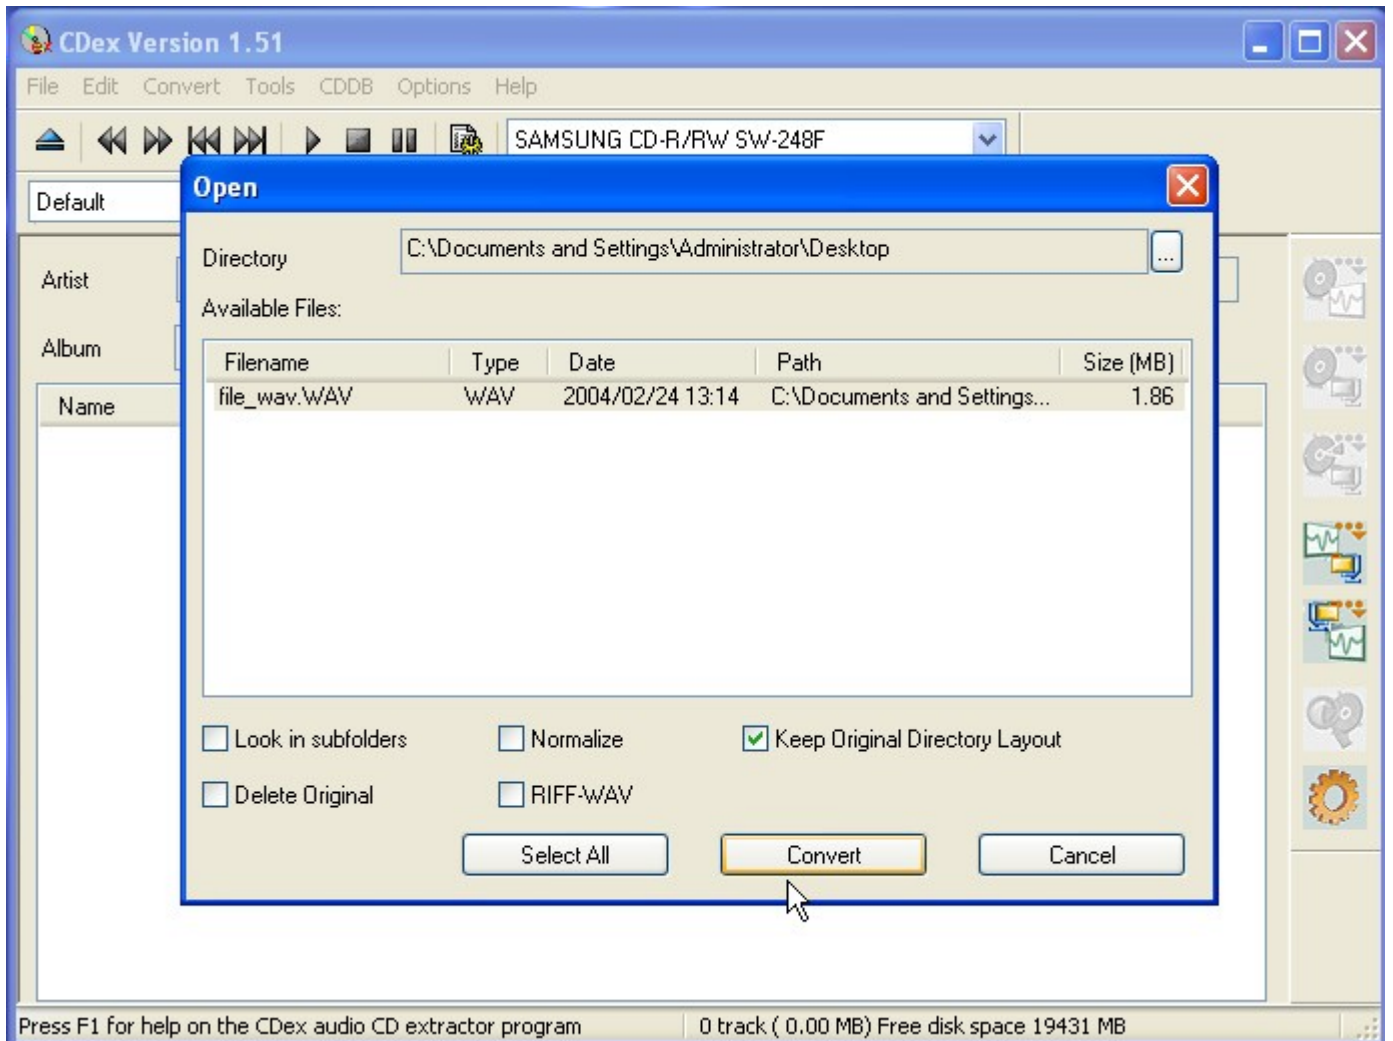 CDex Version 1.51
File Edit Convert Tools CDDB Options Help
SAMSUNG CD-R/RW SW-248F
Default
Open
Directory C:\Documents and Settings\Administrator\Desktop ...
Artist
Available Files:
Album
Filename Type Date Path Size (MB)
file_wav.WAV WAV 2004/02/24 13:14 C:\Documents and Settings... 1.86
Name
Look in subfolders Normalize Keep Original Directory Layout
Delete Original RIFF-WAV
Select All Convert Cancel
Press F1 for help on the CDex audio CD extractor program 0 track ( 0.00 MB) Free disk space 19431 MB